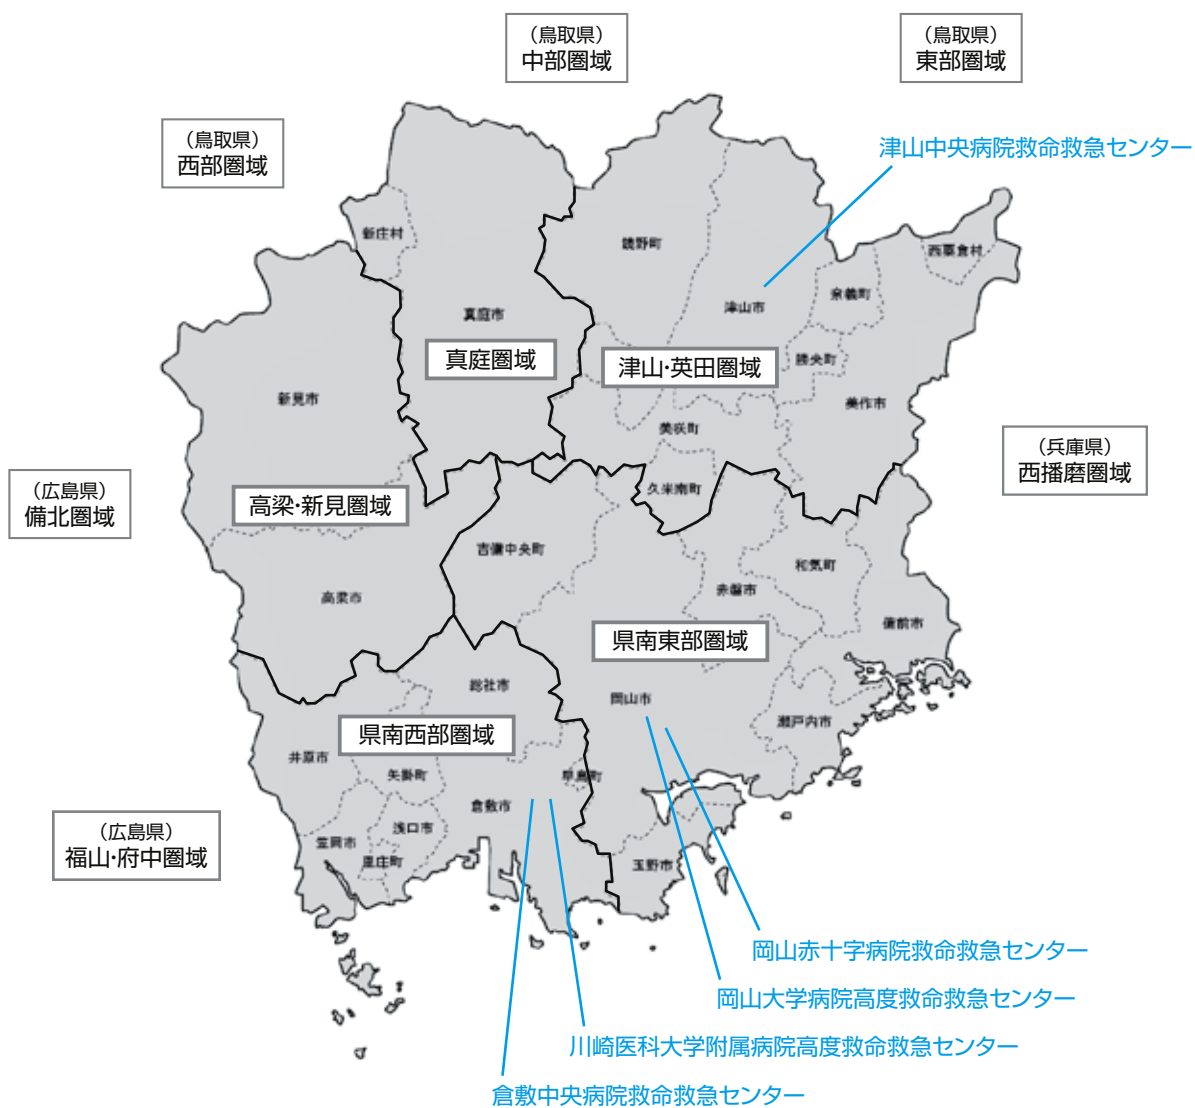 （鳥取県）
中部圏域
（鳥取県）
東部圏域
（鳥取県）
西部圏域
津山中央病院救命救急センター
新庄村
鏡野町
西粟倉村
真庭市
津山市
奈義町
真庭圏域
津山・英田圏域
勝央町
新見市
美作市
美咲町
（兵庫県）
西播磨圏域
（広島県）
備北圏域
高梁・新見圏域
久米南町
吉備中央町
和気町
高梁市
赤磐市
備前市
県南東部圏域
総社市
岡山市
瀬戸内市
県南西部圏域
井原市
矢掛町
早島町
倉敷市
浅口市
笠岡市
里庄町
玉野市
（広島県）
福山・府中圏域
岡山赤十字病院救命救急センター
岡山大学病院高度救命救急センター
川崎医科大学附属病院高度救命救急センター
倉敷中央病院救命救急センター